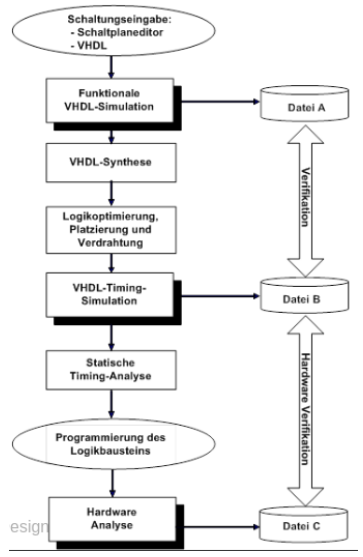 Schaltungseingabe:
- Schaltplaneditor
- VHDL
Funktionale
VHDL-Simulation
Datei A
VHDL-Synthese
Verifikation
Logikoptimierung,
Platzierung und
Verdrahtung
VHDL-Timing-
Simulation
Datei B
Statische
Timing-Analyse
Hardware Verifikation
Programmierung des
Logikbausteins
Hardware
Analyse
Datei C
esign